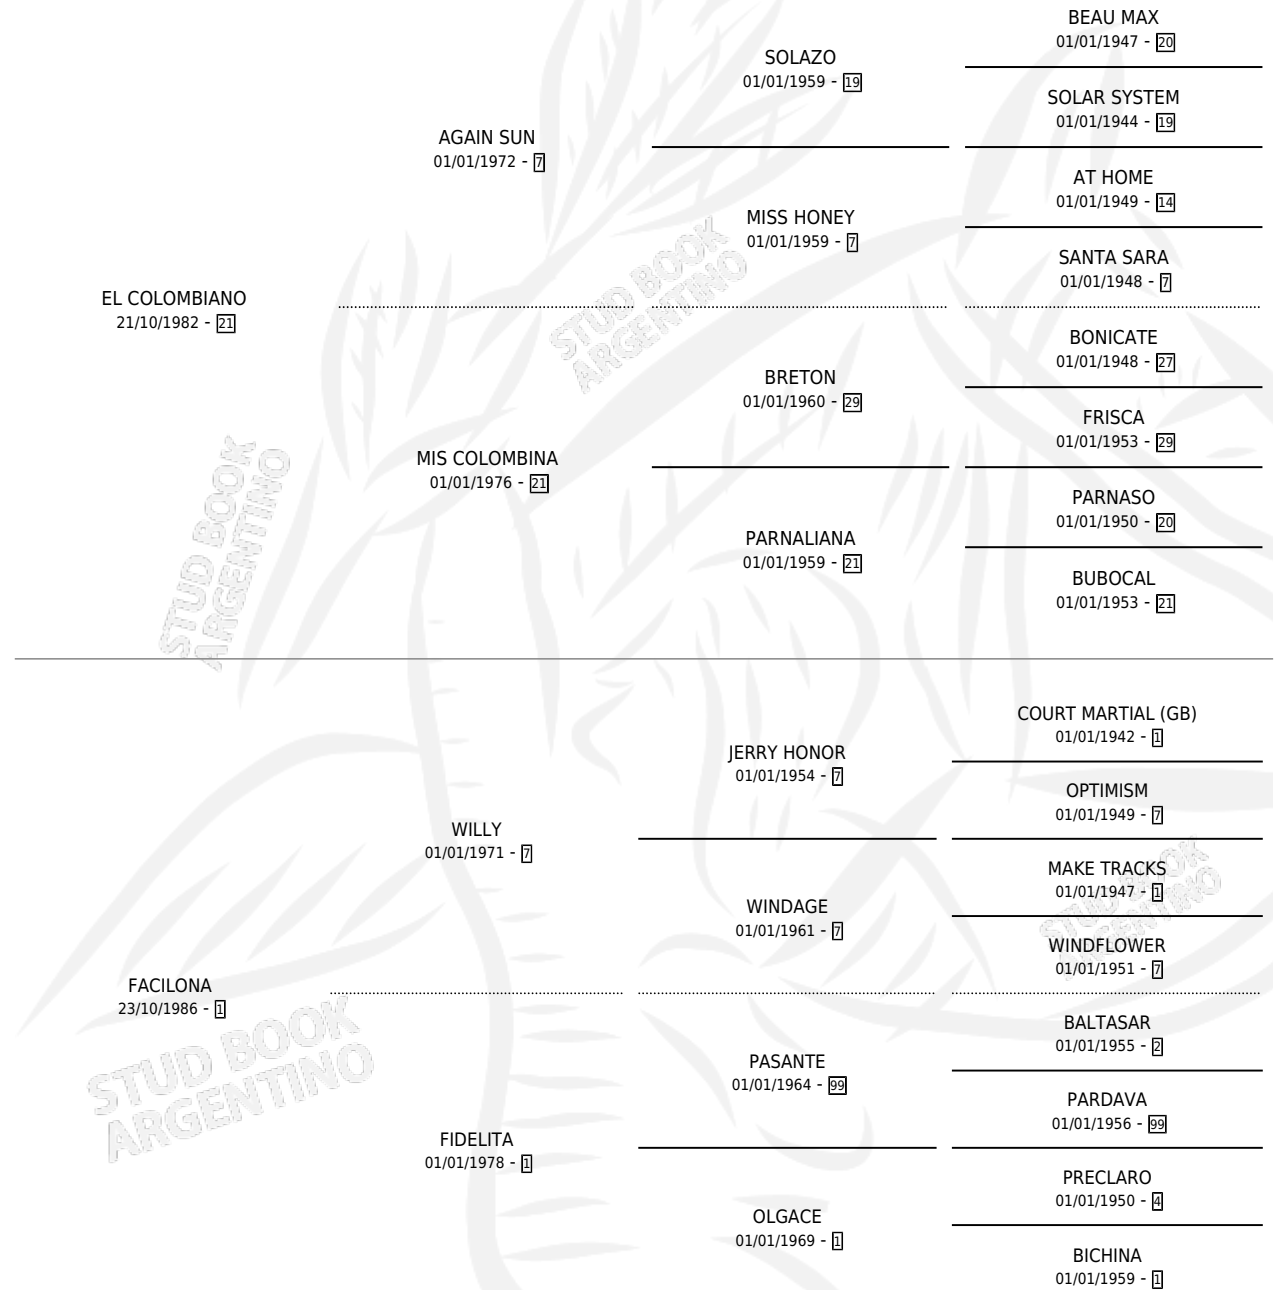 BEAU MAX
01/01/1947 - 20
SOLAZO
01/01/1959 - 19
SOLAR SYSTEM
01/01/1944 - 19
AGAIN SUN
01/01/1972 - 7
AT HOME
01/01/1949 - 14
MISS HONEY
01/01/1959 - 7
SANTA SARA
01/01/1948 - 7
EL COLOMBIANO
21/10/1982 - 21
BONICATE
01/01/1948 - 27
BRETON
01/01/1960 - 29
FRISCA
01/01/1953 - 29
MIS COLOMBINA
01/01/1976 - 21
PARNASO
01/01/1950 - 20
PARNALIANA
01/01/1959 - 21
BUBOCAL
01/01/1953 - 21
STUD BOOK
ARGENTINO
STUD BOOK
ARGENTINO
COURT MARTIAL (GB)
01/01/1942 - 1
JERRY HONOR
01/01/1954 - 7
OPTIMISM
01/01/1949 - 7
WILLY
01/01/1971 - 7
MAKE TRACKS
01/01/1947 - 1
WINDAGE
01/01/1961 - 7
WINDFLOWER
01/01/1951 - 7
STUD BOOK
ARGENTINO
FACILONA
23/10/1986 - 1
BALTASAR
01/01/1955 - 2
PASANTE
01/01/1964 - 99
PARDAVA
01/01/1956 - 99
FIDELITA
01/01/1978 - 1
PRECLARO
01/01/1950 - 4
OLGACE
01/01/1969 - 1
BICHINA
01/01/1959 - 1
STUD BOOK
ARGENTINO